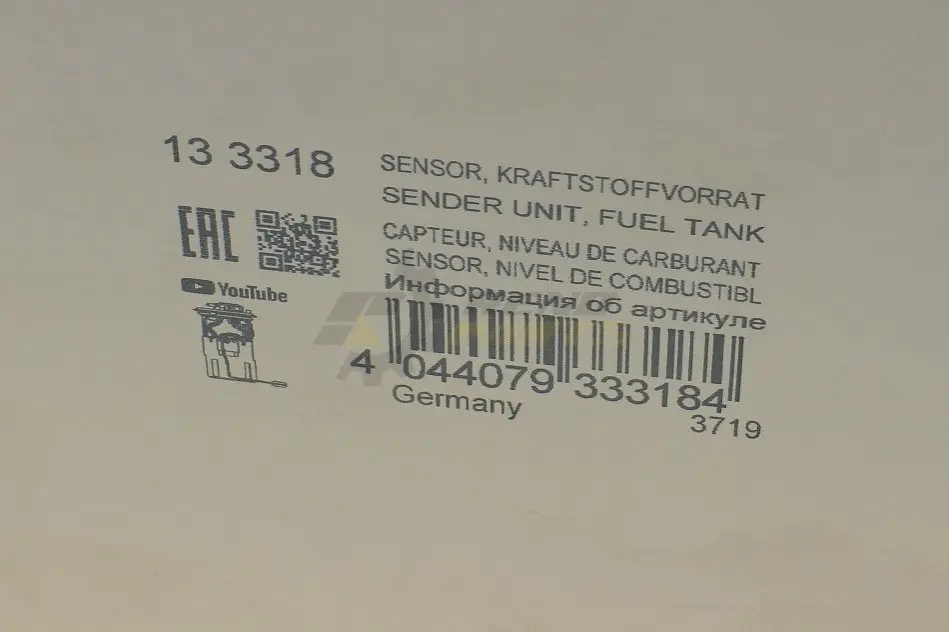 13 3318
SENSOR, KRAFTSTOFFVORRAT
SENDER UNIT, FUEL TANK
CAPTEUR, NIVEAU DE CARBURANT
SENSOR, NIVEL DE COMBUSTIBL
Информация об артикуле
EAC
YouTube
4 044079 333184
Germany
3719